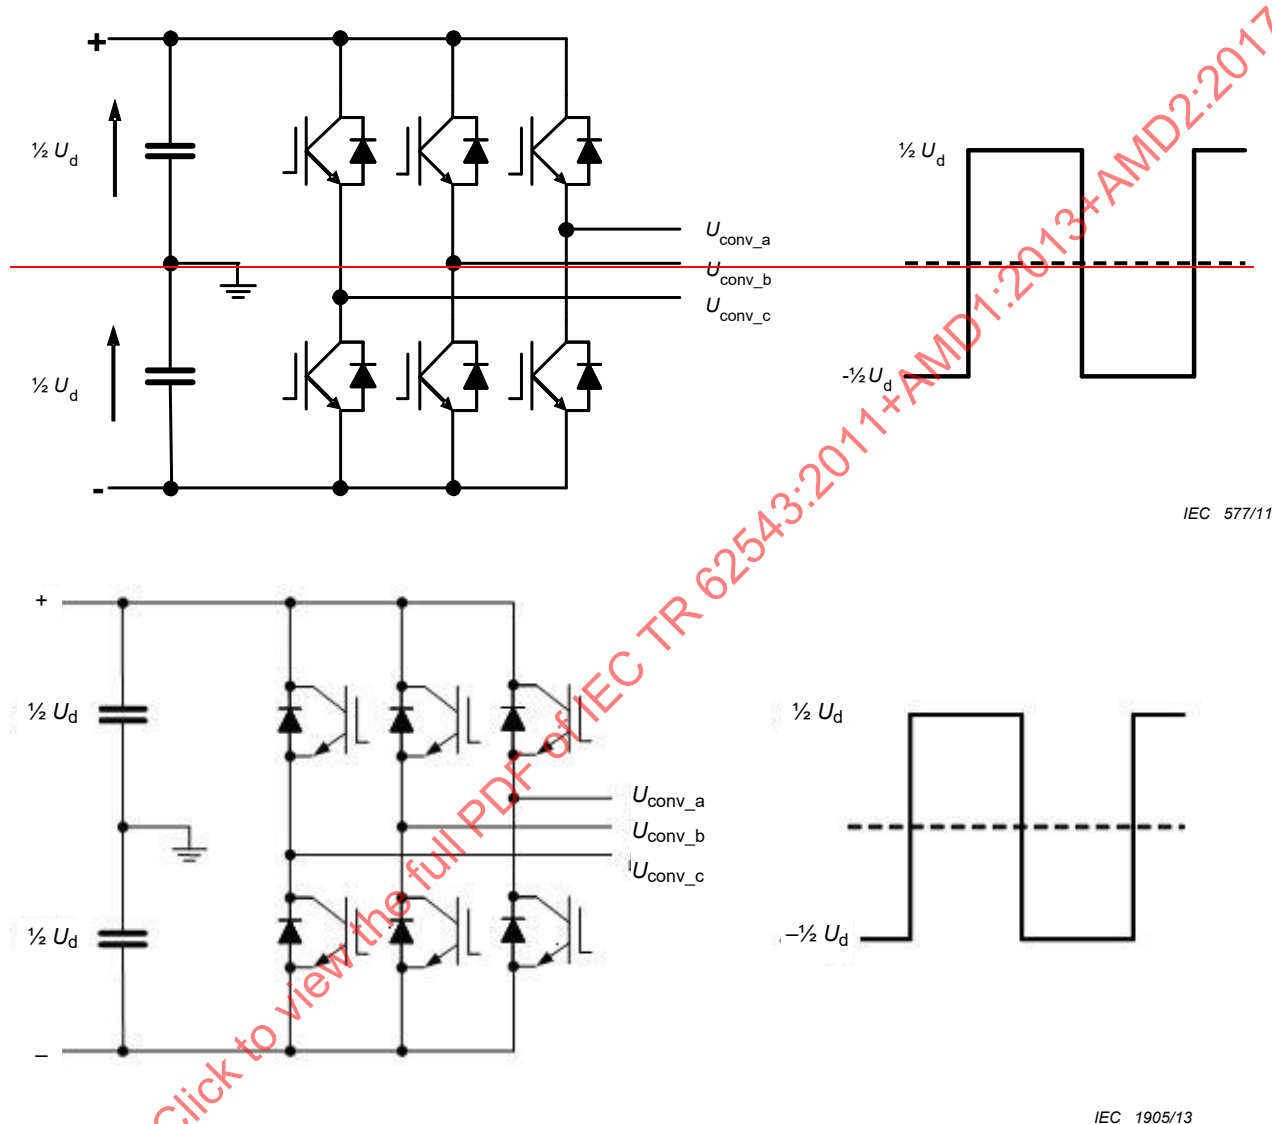 +
½ Ud
½ Ud
-
Uconv_a
Uconv_b
Uconv_c
½ Ud
-½ Ud
IEC 577/11
+
½ Ud
½ Ud
–
Uconv_a
Uconv_b
Uconv_c
½ Ud
–½ Ud
IEC 1905/13
Click to view the full PDF of IEC TR 62543:2011+AMD1:2013+AMD2:2017